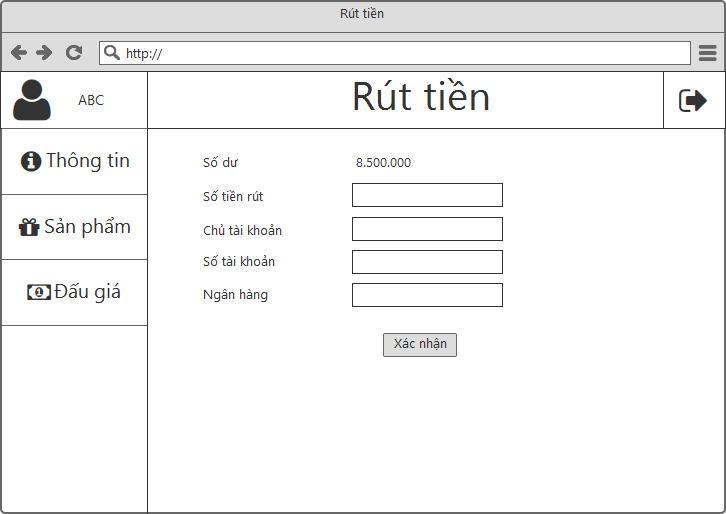 Rút tiền
http://
ABC
Rút tiền
Thông tin
Sản phẩm
Đấu giá
Số dư 8.500.000
Số tiền rút
Chủ tài khoản
Số tài khoản
Ngân hàng
Xác nhận